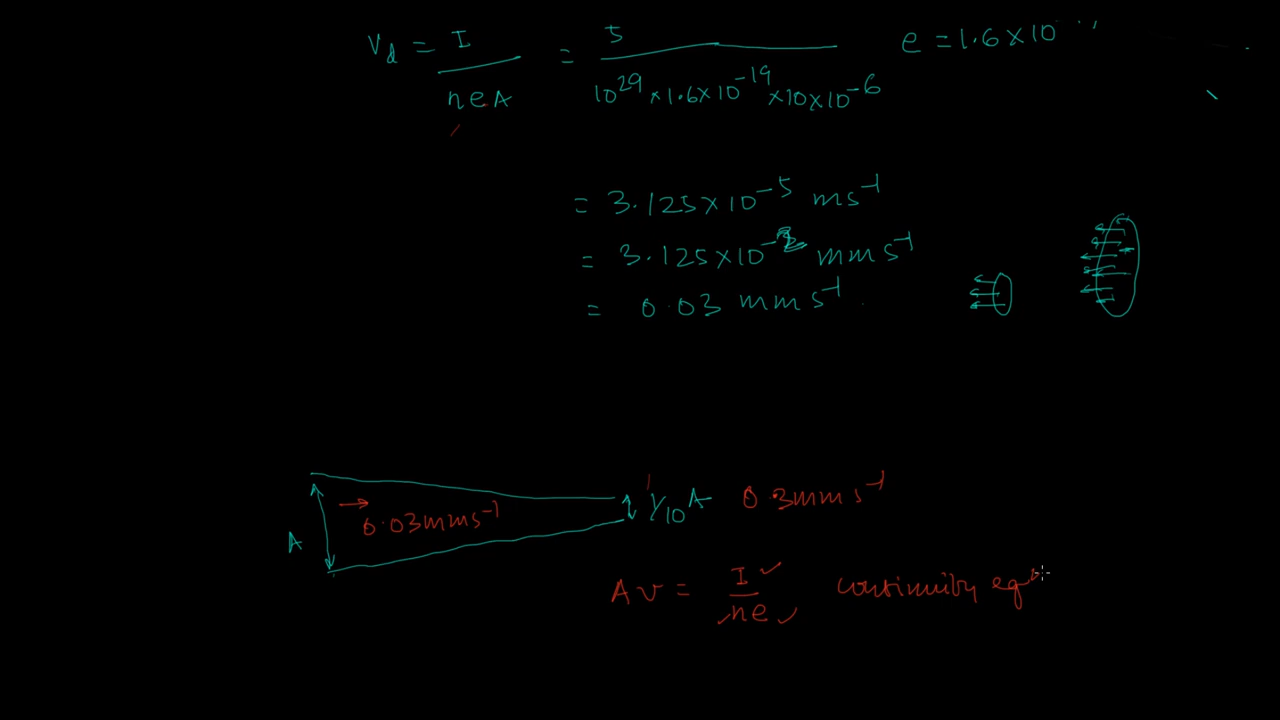 v_d = I/neA = 5/(10^29 × 1.6×10^-19 × 10×10^-6) e = 1.6×10
= 3.125×10^-5 ms^-1
= 3.125×10^-2 mms^-1
= 0.03 mms^-1.
0.03mms^-1 1/10 A 0.3mms^-1
A
Av = I/ne continuity eq